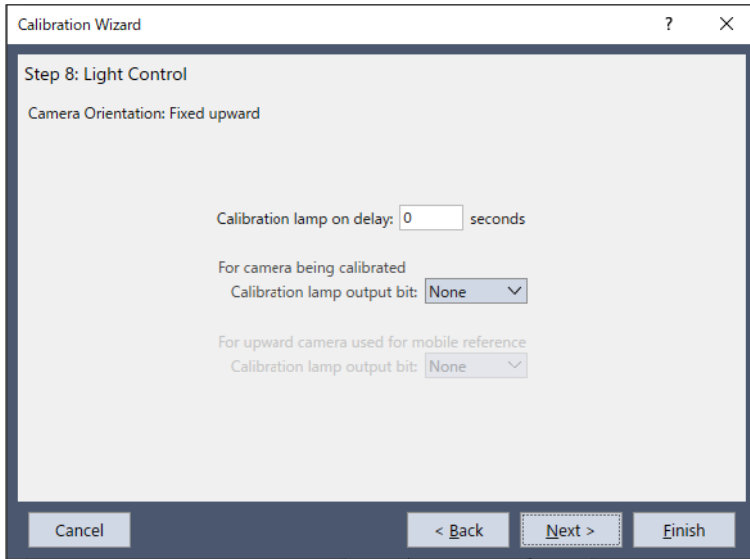 Calibration Wizard ? ×
Step 8: Light Control
Camera Orientation: Fixed upward
Calibration lamp on delay: 0 seconds
For camera being calibrated
Calibration lamp output bit: None
For upward camera used for mobile reference
Calibration lamp output bit: None
Cancel < Back Next > Finish